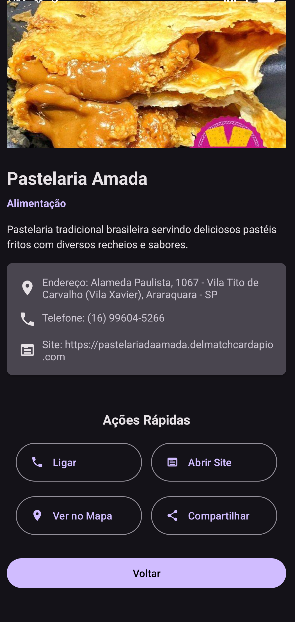 Pastelaria Amada
Alimentação
Pastelaria tradicional brasileira servindo deliciosos pastéis
fritos com diversos recheios e sabores.
Endereço: Alameda Paulista, 1067 - Vila Tito de
Carvalho (Vila Xavier), Araraquara - SP
Telefone: (16) 99604-5266
Site: https://pastelariadaamada.delmatchcardapio
.com
Ações Rápidas
Ligar
Abrir Site
Ver no Mapa
Compartilhar
Voltar